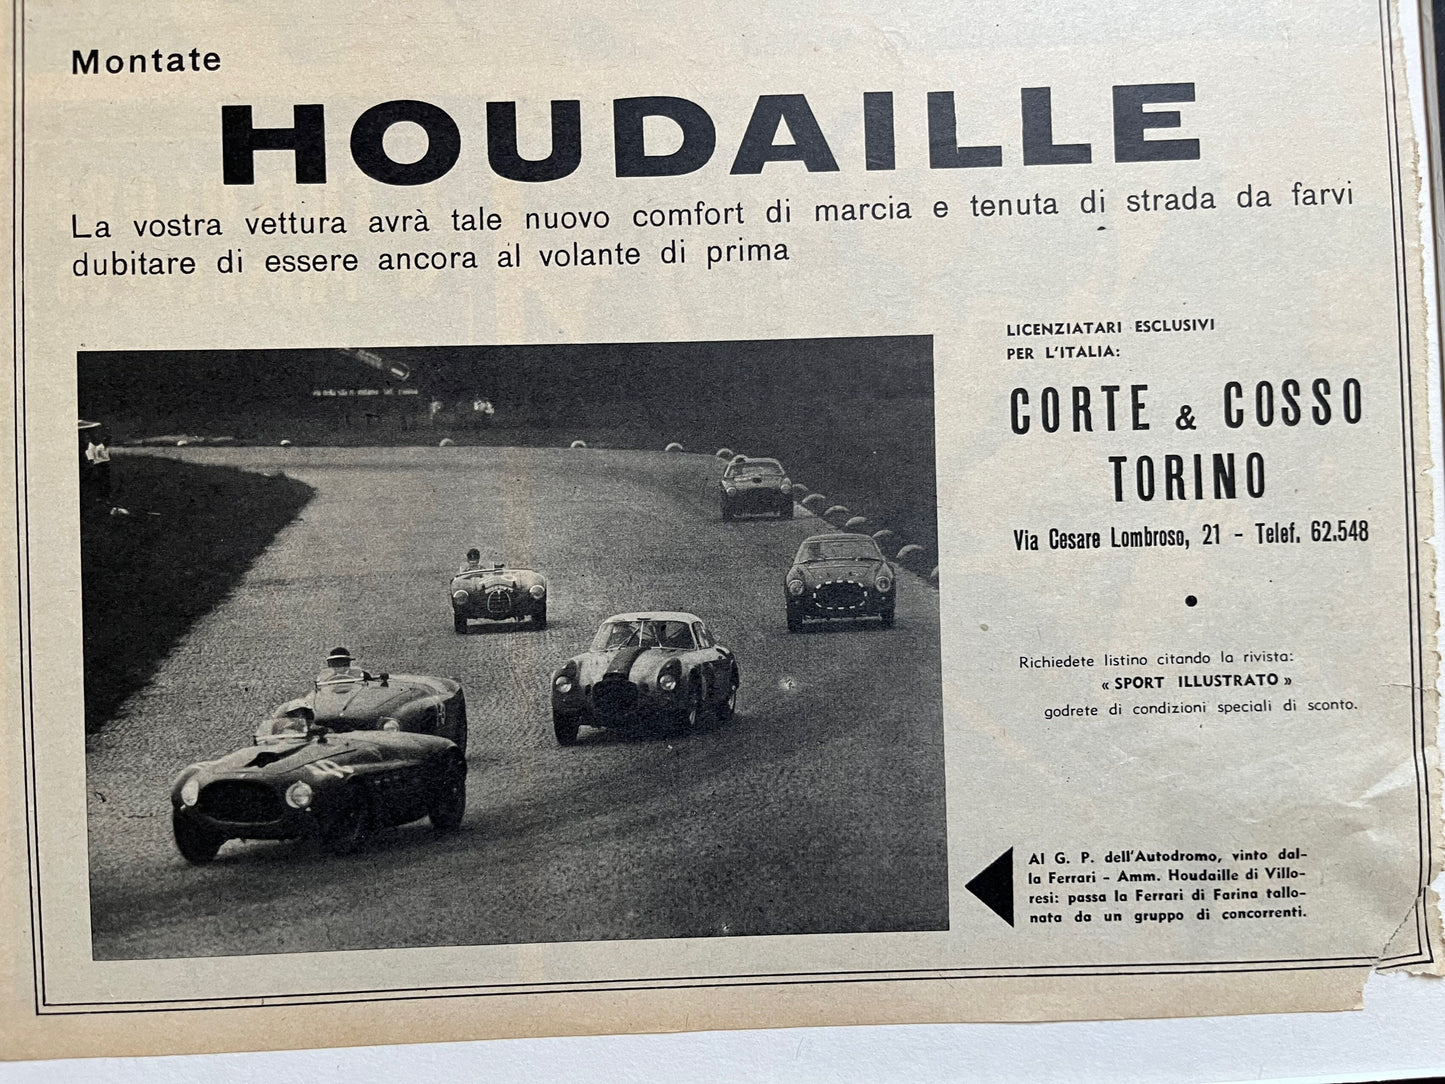 Montate
HOUDAILLE
La vostra vettura avrà tale nuovo comfort di marcia e tenuta di strada da farvi
dubitare di essere ancora al volante di prima
LICENZIATARI ESCLUSIVI
PER L'ITALIA:
CORTE & COSSO
TORINO
Via Cesare Lombroso, 21 - Telef. 62.548
Richiedete listino citando la rivista:
« SPORT ILLUSTRATO »
godrete di condizioni speciali di sconto.
Al G. P. dell'Autodromo, vinto dal-
la Ferrari - Amm. Houdaille di Villo-
resi: passa la Ferrari di Farina tallo-
nata da un gruppo di concorrenti.